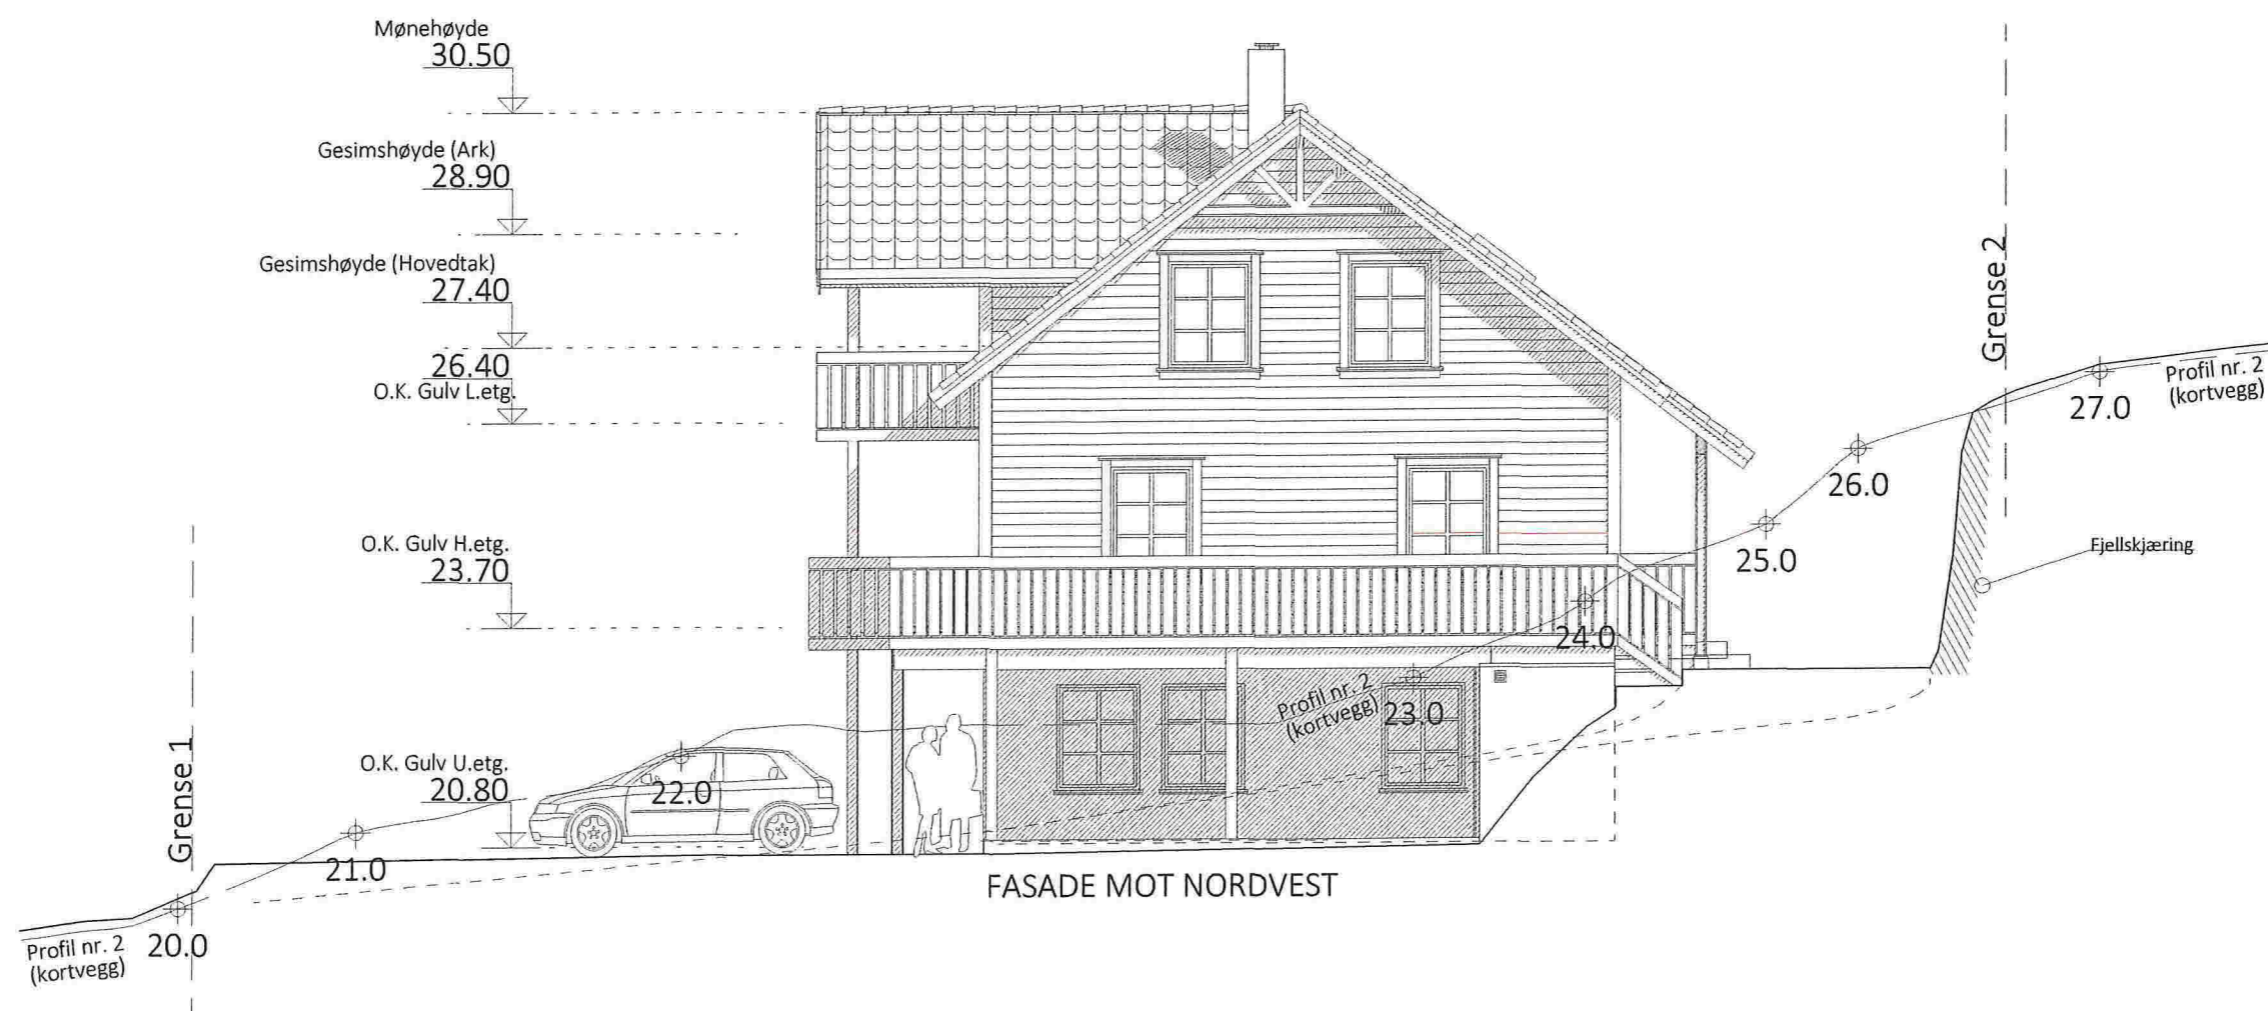 Mønehøyde
30.50
Gesimshøyde (Ark)
28.90
Gesimshøyde (Hovedtak)
27.40
26.40
O.K. Gulv L.etg.
O.K. Gulv H.etg.
23.70
O.K. Gulv U.etg.
20.80
Grense 1
Grense 2
Profil nr. 2
(kortvegg)
27.0
26.0
25.0
Fjellskjæring
24.0
Profil nr. 2
(kortvegg)
23.0
22.0
21.0
20.0
Profil nr. 2
(kortvegg)
FASADE MOT NORDVEST